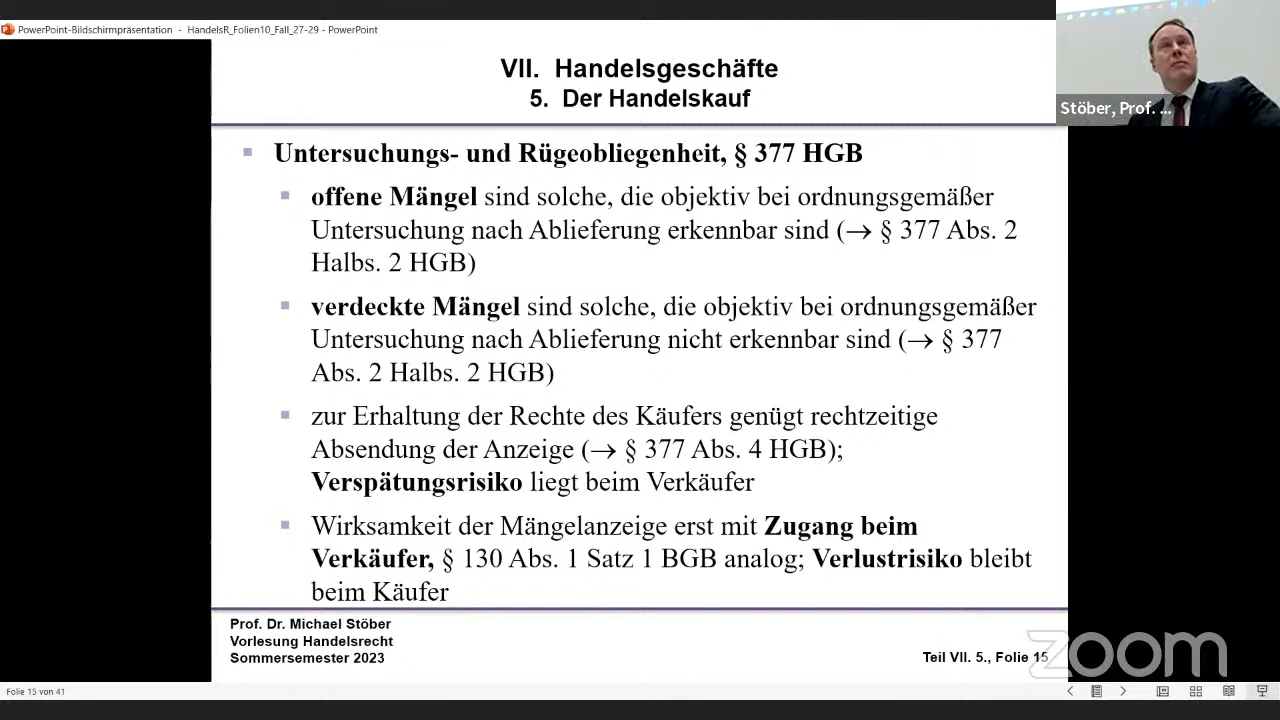 PowerPoint-Bildschirmpräsentation - HandelsR_Folien10_Fall_27-29 - PowerPoint
Stöber, Prof. ...
VII. Handelsgeschäfte
5. Der Handelskauf
Untersuchungs- und Rügeobliegenheit, § 377 HGB
offene Mängel sind solche, die objektiv bei ordnungsgemäßer
Untersuchung nach Ablieferung erkennbar sind (→ § 377 Abs. 2
Halbs. 2 HGB)
verdeckte Mängel sind solche, die objektiv bei ordnungsgemäßer
Untersuchung nach Ablieferung nicht erkennbar sind (→ § 377
Abs. 2 Halbs. 2 HGB)
zur Erhaltung der Rechte des Käufers genügt rechtzeitige
Absendung der Anzeige (→ § 377 Abs. 4 HGB);
Verspätungsrisiko liegt beim Verkäufer
Wirksamkeit der Mängelanzeige erst mit Zugang beim
Verkäufer, § 130 Abs. 1 Satz 1 BGB analog; Verlustrisiko bleibt
beim Käufer
Prof. Dr. Michael Stöber
Vorlesung Handelsrecht
Sommersemester 2023
Teil VII. 5., Folie 15
zoom
Folie 15 von 41